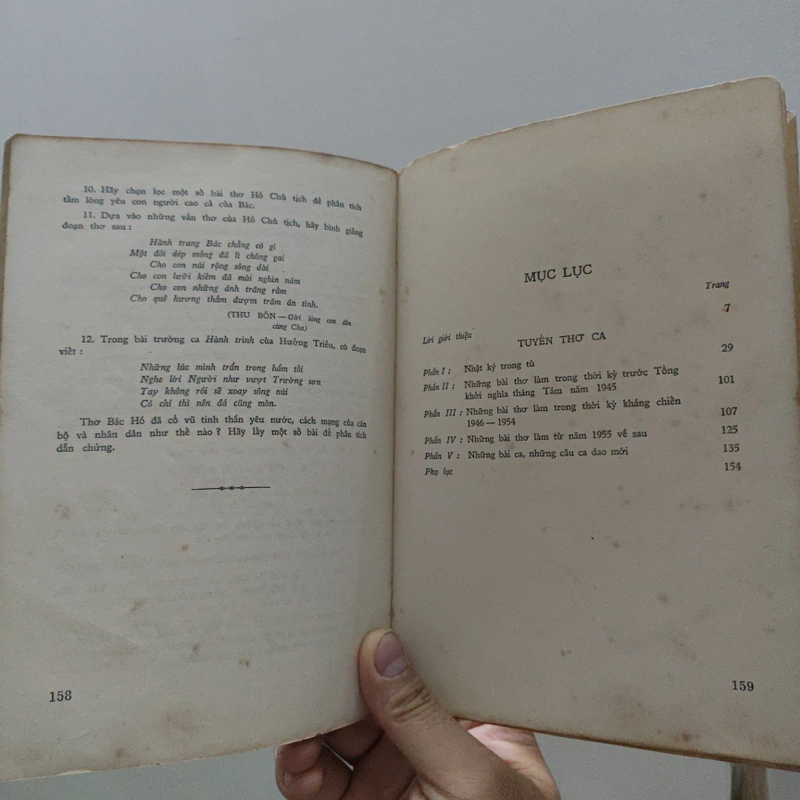 10. Hãy chọn lọc một số bài thơ Hồ Chủ tịch để phân tích
tấm lòng yêu con người cao cả của Bác.
11. Dựa vào những vần thơ của Hồ Chủ tịch, hãy bình giảng
đoạn thơ sau :
Hành trang Bác chẳng có gì
Một đôi dép mỏng đã lì chông gai
Cho con núi rộng sông dài
Cho con lưỡi kiếm đã mài nghìn năm
Cho con những ánh trăng rằm
Cho quê hương thắm đượm trăm ân tình.
(THU BỒN — Gửi lòng con đến
cùng Cha)
12. Trong bài trường ca Hành trình của Hưởng Triều, có đoạn
viết :
Những lúc mình trần trong hầm tối
Nghe lời Người như vượt Trường sơn
Tay không rồi sẽ xoay sông núi
Có chí thì nên đá cũng mòn.
Thơ Bác Hồ đã cổ vũ tinh thần yêu nước, cách mạng của cán
bộ và nhân dân như thế nào ? Hãy lấy một số bài để phân tích
dẫn chứng.
158
MỤC LỤC
Trang
Lời giới thiệu 7
TUYỂN THƠ CA
Phần I : Nhật ký trong tù 29
Phần II : Những bài thơ làm trong thời kỳ trước Tổng
khởi nghĩa tháng Tám năm 1945 101
Phần III : Những bài thơ làm trong thời kỳ kháng chiến
1946 — 1954 107
Phần IV : Những bài thơ làm từ năm 1955 về sau 125
Phần V : Những bài ca, những câu ca dao mới 135
Phụ lục 154
159